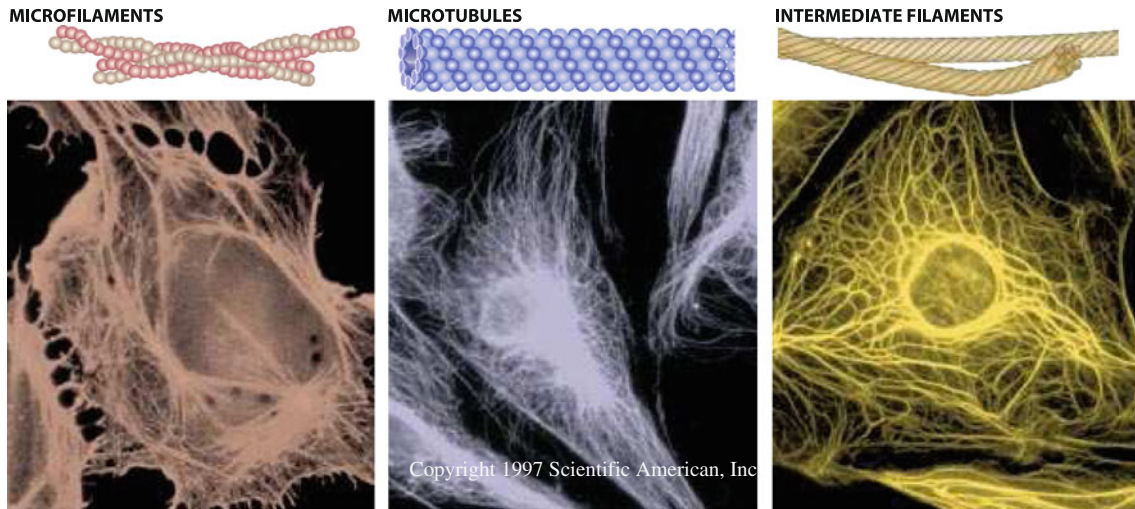 MICROFILAMENTS
MICROTUBULES
INTERMEDIATE FILAMENTS
Copyright 1997 Scientific American, Inc